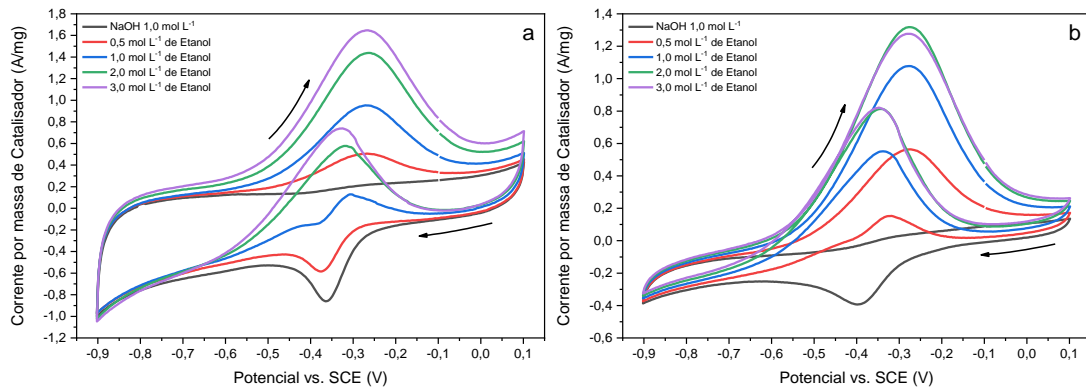 a
NaOH 1,0 mol L⁻¹
0,5 mol L⁻¹ de Etanol
1,0 mol L⁻¹ de Etanol
2,0 mol L⁻¹ de Etanol
3,0 mol L⁻¹ de Etanol
Corrente por massa de Catalisador (A/mg)
1,8
1,6
1,4
1,2
1,0
0,8
0,6
0,4
0,2
0,0
-0,2
-0,4
-0,6
-0,8
-1,0
-1,2
-0,9 -0,8 -0,7 -0,6 -0,5 -0,4 -0,3 -0,2 -0,1 0,0 0,1
Potencial vs. SCE (V)
b
NaOH 1,0 mol L⁻¹
0,5 mol L⁻¹ de Etanol
1,0 mol L⁻¹ de Etanol
2,0 mol L⁻¹ de Etanol
3,0 mol L⁻¹ de Etanol
Corrente por massa de Catalisador (A/mg)
1,4
1,2
1,0
0,8
0,6
0,4
0,2
0,0
-0,2
-0,4
-0,6
-0,9 -0,8 -0,7 -0,6 -0,5 -0,4 -0,3 -0,2 -0,1 0,0 0,1
Potencial vs. SCE (V)